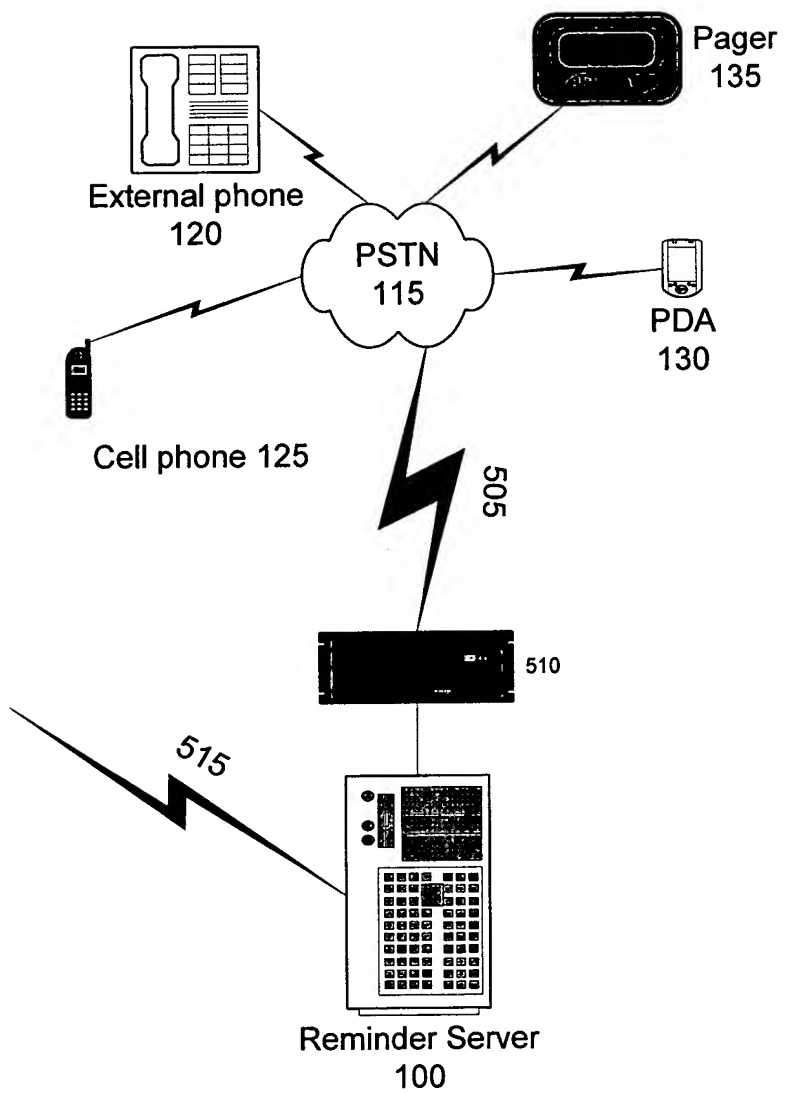 Pager
135
External phone
120
PSTN
115
PDA
130
Cell phone 125
505
510
515
Reminder Server
100